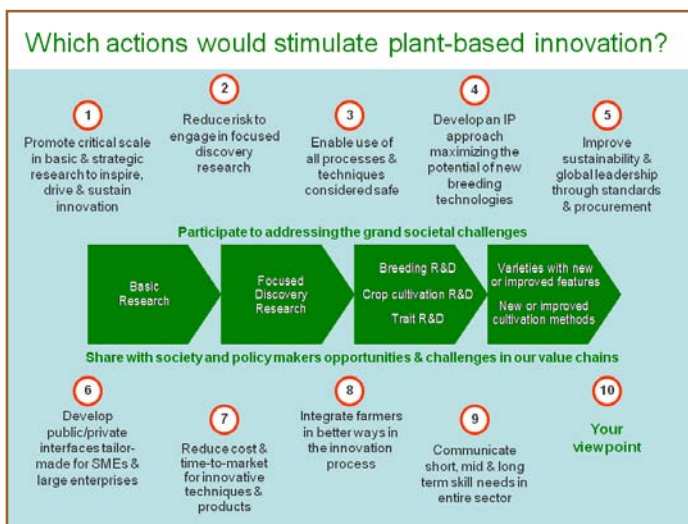 Which actions would stimulate plant-based innovation?
1
Promote critical scale
in basic & strategic
research to inspire,
drive & sustain
innovation
2
Reduce risk to
engage in focused
discovery
research
3
Enable use of
all processes &
techniques
considered safe
4
Develop an IP
approach
maximizing the
potential of new
breeding
technologies
5
Improve
sustainability &
global leadership
through standards
& procurement
Participate to addressing the grand societal challenges
Basic
Research
Focused
Discovery
Research
Breeding R&D
Crop cultivation R&D
Trait R&D
Varieties with new
or improved features
New or improved
cultivation methods
Share with society and policy makers opportunities & challenges in our value chains
6
Develop
public/private
interfaces tailor-
made for SMEs &
large enterprises
7
Reduce cost &
time-to-market
for innovative
techniques &
products
8
Integrate farmers
in better ways in
the innovation
process
9
Communicate
short, mid & long
term skill needs in
entire sector
10
Your
viewpoint